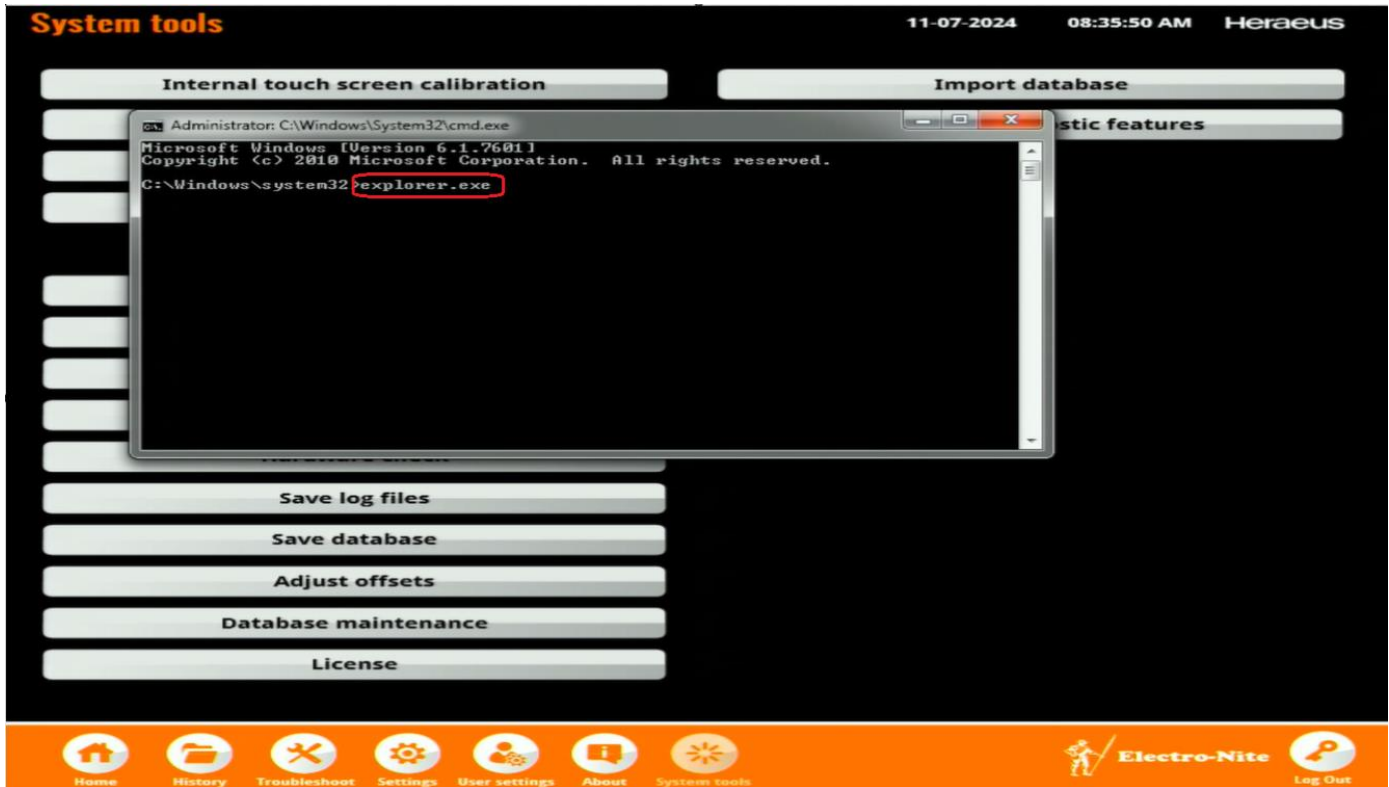 System tools
11-07-2024
08:35:50 AM
Heraeus
Internal touch screen calibration
Import database
stic features
Administrator: C:\Windows\System32\cmd.exe
Microsoft Windows [Version 6.1.7601]
Copyright (c) 2010 Microsoft Corporation.  All rights reserved.
C:\Windows\system32>explorer.exe
Save log files
Save database
Adjust offsets
Database maintenance
License
Home
History
Troubleshoot
Settings
User settings
About
System tools
Electro-Nite
Log Out